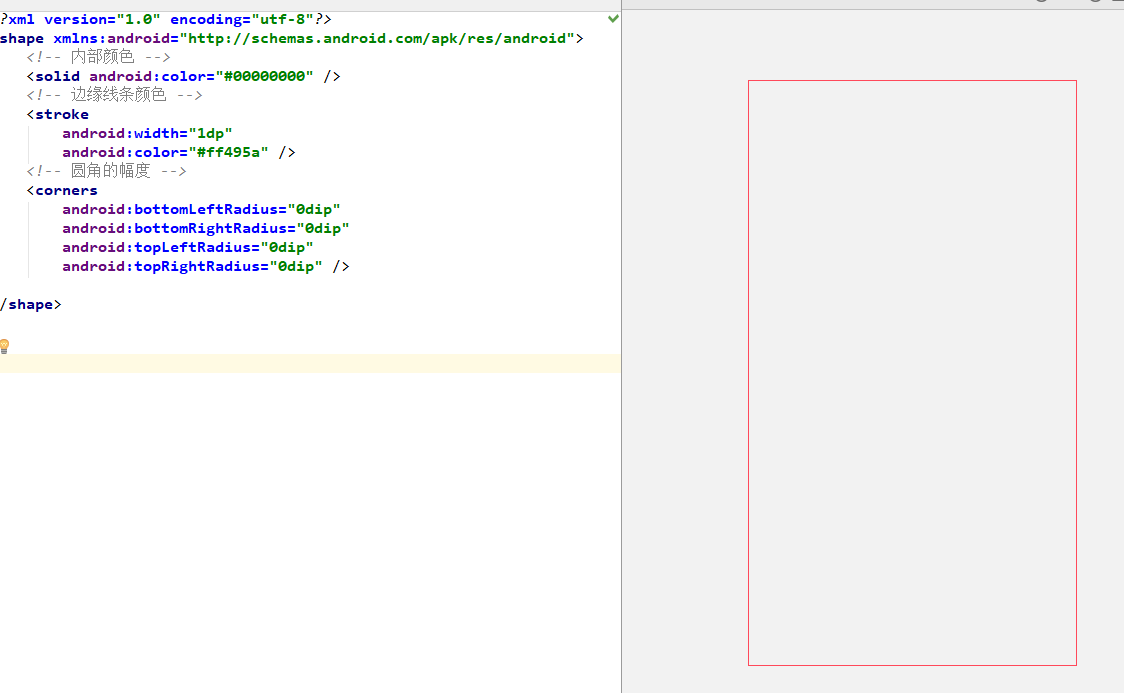 ?xml version="1.0" encoding="utf-8"?>
shape xmlns:android="http://schemas.android.com/apk/res/android">
<!-- 内部颜色 -->
<solid android:color="#00000000" />
<!-- 边缘线条颜色 -->
<stroke
android:width="1dp"
android:color="#ff495a" />
<!-- 圆角的幅度 -->
<corners
android:bottomLeftRadius="0dip"
android:bottomRightRadius="0dip"
android:topLeftRadius="0dip"
android:topRightRadius="0dip" />
/shape>